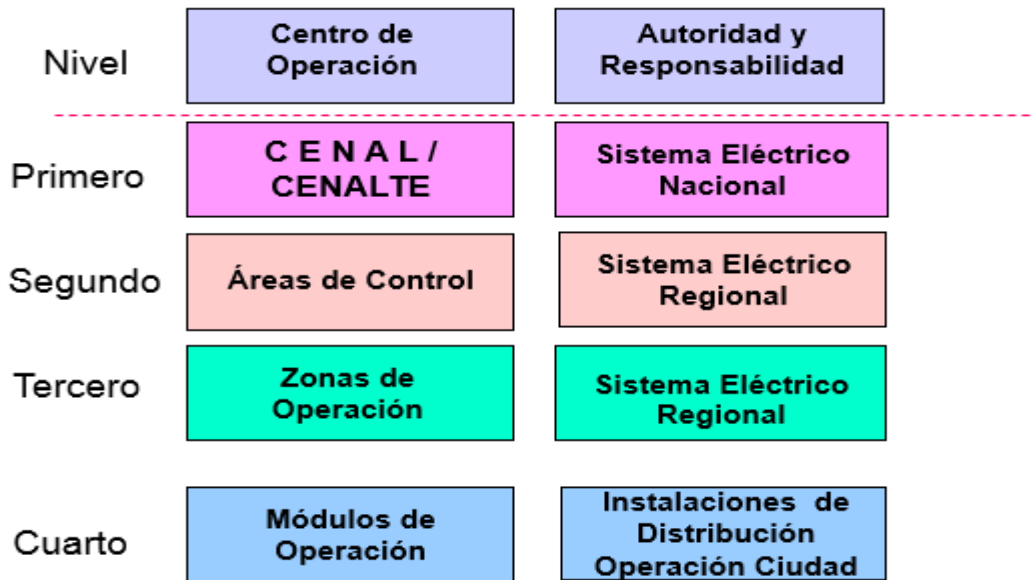 Nivel
Centro de
Operación
Autoridad y
Responsabilidad
Primero
C E N A L /
CENALTE
Sistema Eléctrico
Nacional
Segundo
Áreas de Control
Sistema Eléctrico
Regional
Tercero
Zonas de
Operación
Sistema Eléctrico
Regional
Cuarto
Módulos de
Operación
Instalaciones de
Distribución
Operación Ciudad